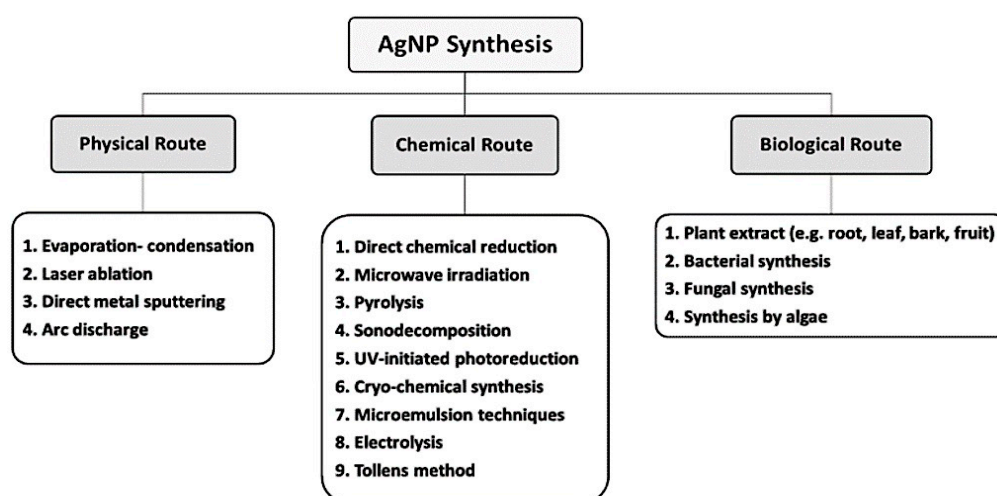 AgNP Synthesis
Physical Route
Chemical Route
Biological Route
1. Evaporation- condensation
2. Laser ablation
3. Direct metal sputtering
4. Arc discharge
1. Direct chemical reduction
2. Microwave irradiation
3. Pyrolysis
4. Sonodecomposition
5. UV-initiated photoreduction
6. Cryo-chemical synthesis
7. Microemulsion techniques
8. Electrolysis
9. Tollens method
1. Plant extract (e.g. root, leaf, bark, fruit)
2. Bacterial synthesis
3. Fungal synthesis
4. Synthesis by algae